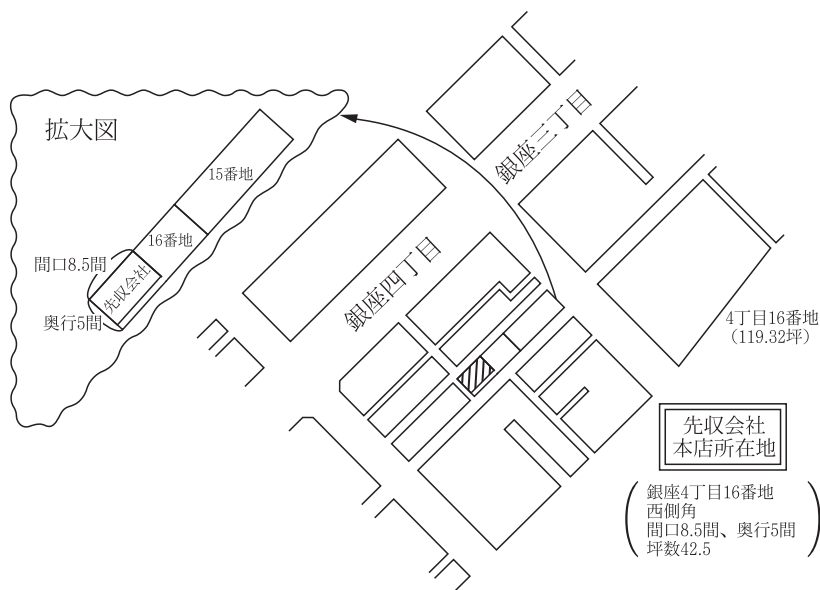 拡大図
15番地
16番地
間口8.5間
先収会社
奥行5間
銀座三丁目
銀座四丁目
4丁目16番地
（119.32坪）
先収会社
本店所在地
銀座4丁目16番地
西側角
間口8.5間、奥行5間
坪数42.5